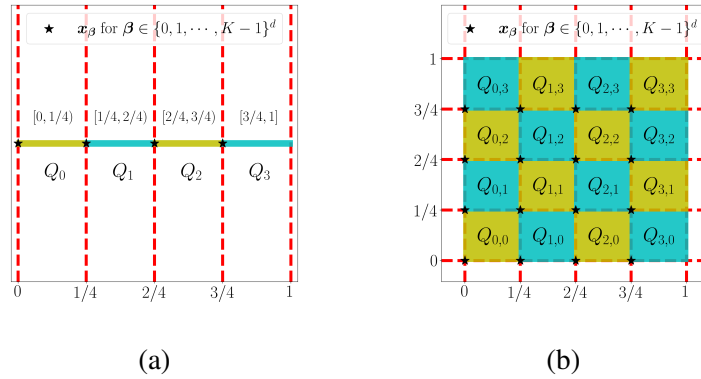 ★ x_β for β ∈ {0, 1, ⋯ , K − 1}^d
[0, 1/4) [1/4, 2/4) [2/4, 3/4) [3/4, 1]
Q_0 Q_1 Q_2 Q_3
0 1/4 2/4 3/4 1
(a)
★ x_β for β ∈ {0, 1, ⋯ , K − 1}^d
1
Q_{0,3} Q_{1,3} Q_{2,3} Q_{3,3}
3/4
Q_{0,2} Q_{1,2} Q_{2,2} Q_{3,2}
2/4
Q_{0,1} Q_{1,1} Q_{2,1} Q_{3,1}
1/4
Q_{0,0} Q_{1,0} Q_{2,0} Q_{3,0}
0
0 1/4 2/4 3/4 1
(b)